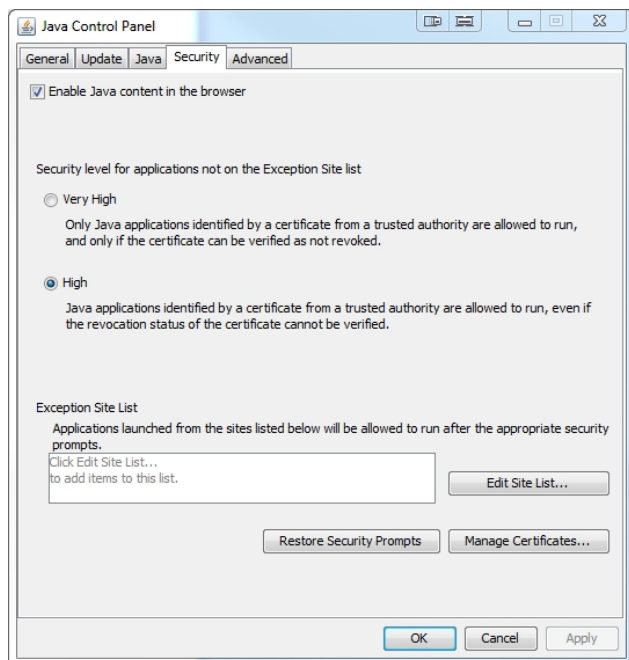 Java Control Panel
General Update Java Security Advanced
Enable Java content in the browser
Security level for applications not on the Exception Site list
Very High
Only Java applications identified by a certificate from a trusted authority are allowed to run,
and only if the certificate can be verified as not revoked.
High
Java applications identified by a certificate from a trusted authority are allowed to run, even if
the revocation status of the certificate cannot be verified.
Exception Site List
Applications launched from the sites listed below will be allowed to run after the appropriate security
prompts.
Click Edit Site List...
to add items to this list.
Edit Site List...
Restore Security Prompts Manage Certificates...
OK Cancel Apply